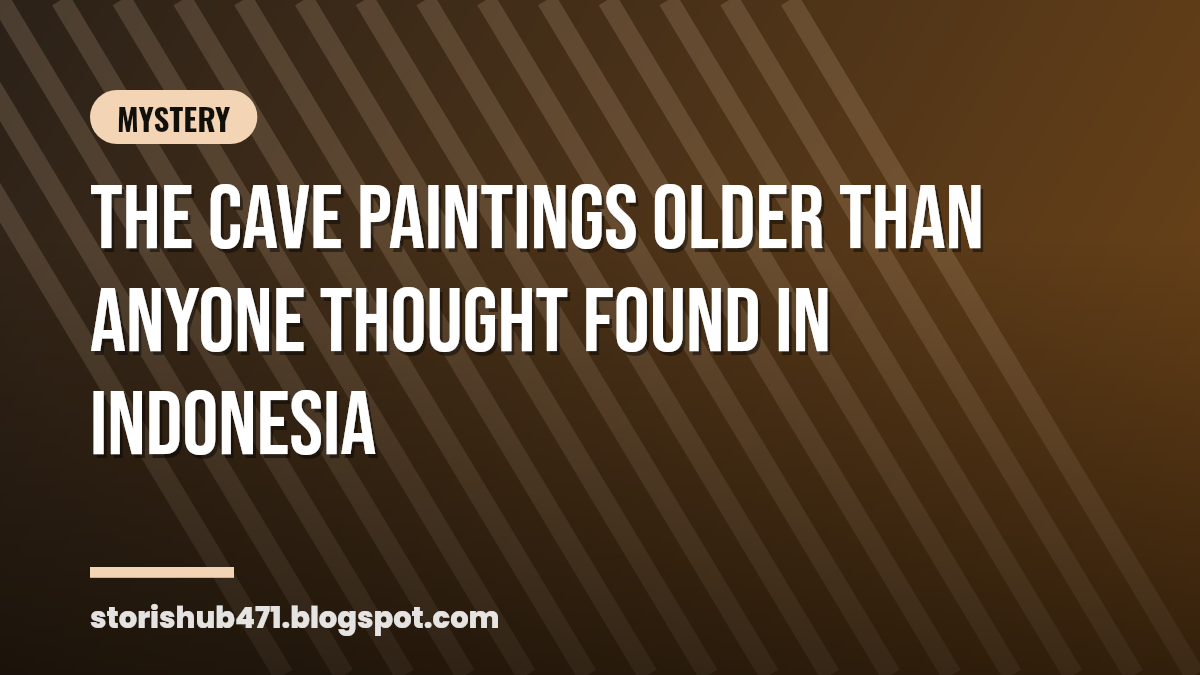 MYSTERY
THE CAVE PAINTINGS OLDER THAN
ANYONE THOUGHT FOUND IN
INDONESIA
storishub471.blogspot.com